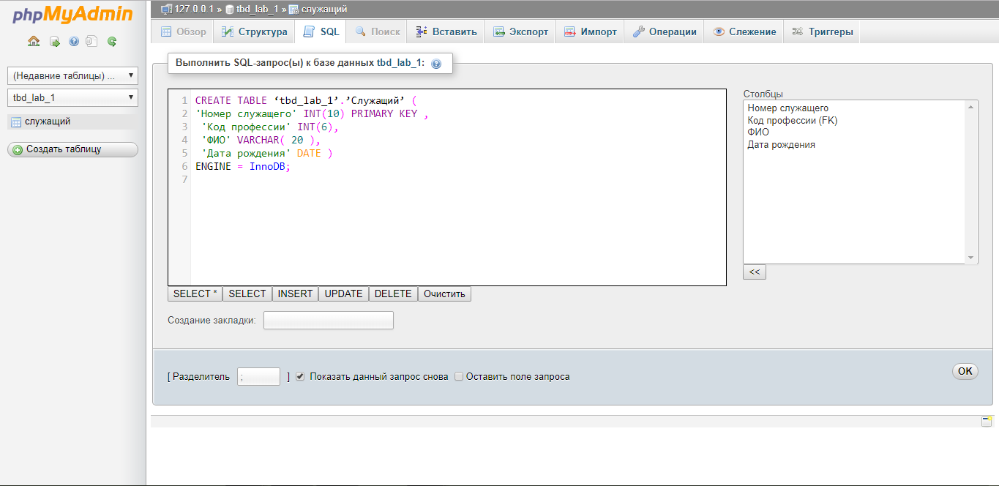 phpMyAdmin
(Недавние таблицы) ...
tbd_lab_1
служащий
Создать таблицу
127.0.0.1 » tbd_lab_1 » служащий
Обзор Структура SQL Поиск Вставить Экспорт Импорт Операции Слежение Триггеры
Выполнить SQL-запрос(ы) к базе данных tbd_lab_1:
1 CREATE TABLE ‘tbd_lab_1’.’Служащий’ (
2 'Номер служащего' INT(10) PRIMARY KEY ,
3 'Код профессии' INT(6),
4 'ФИО' VARCHAR( 20 ),
5 'Дата рождения' DATE )
6 ENGINE = InnoDB;
7
Столбцы
Номер служащего
Код профессии (FK)
ФИО
Дата рождения
<<
SELECT * SELECT INSERT UPDATE DELETE Очистить
Создание закладки:
[ Разделитель ; ] Показать данный запрос снова Оставить поле запроса
OK